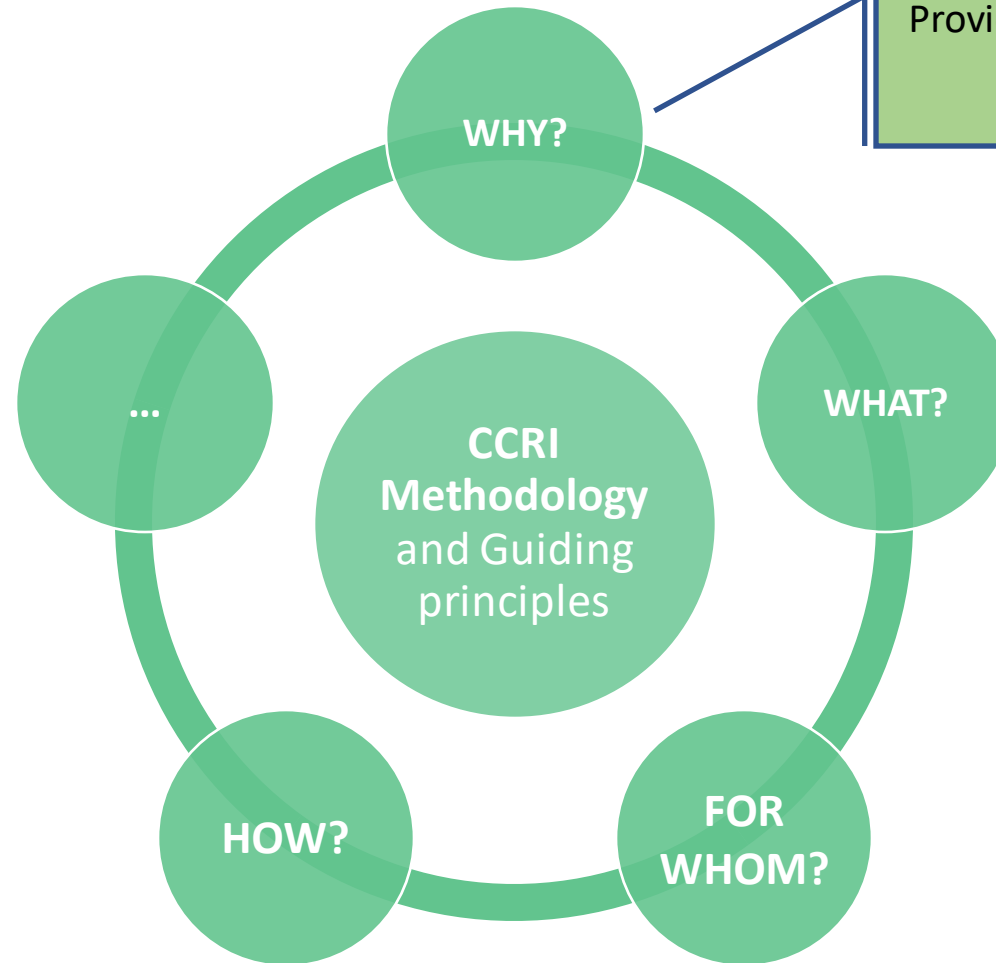 Provi
WHY?
WHAT?
...
CCRI
Methodology
and Guiding
principles
HOW?
FOR
WHOM?